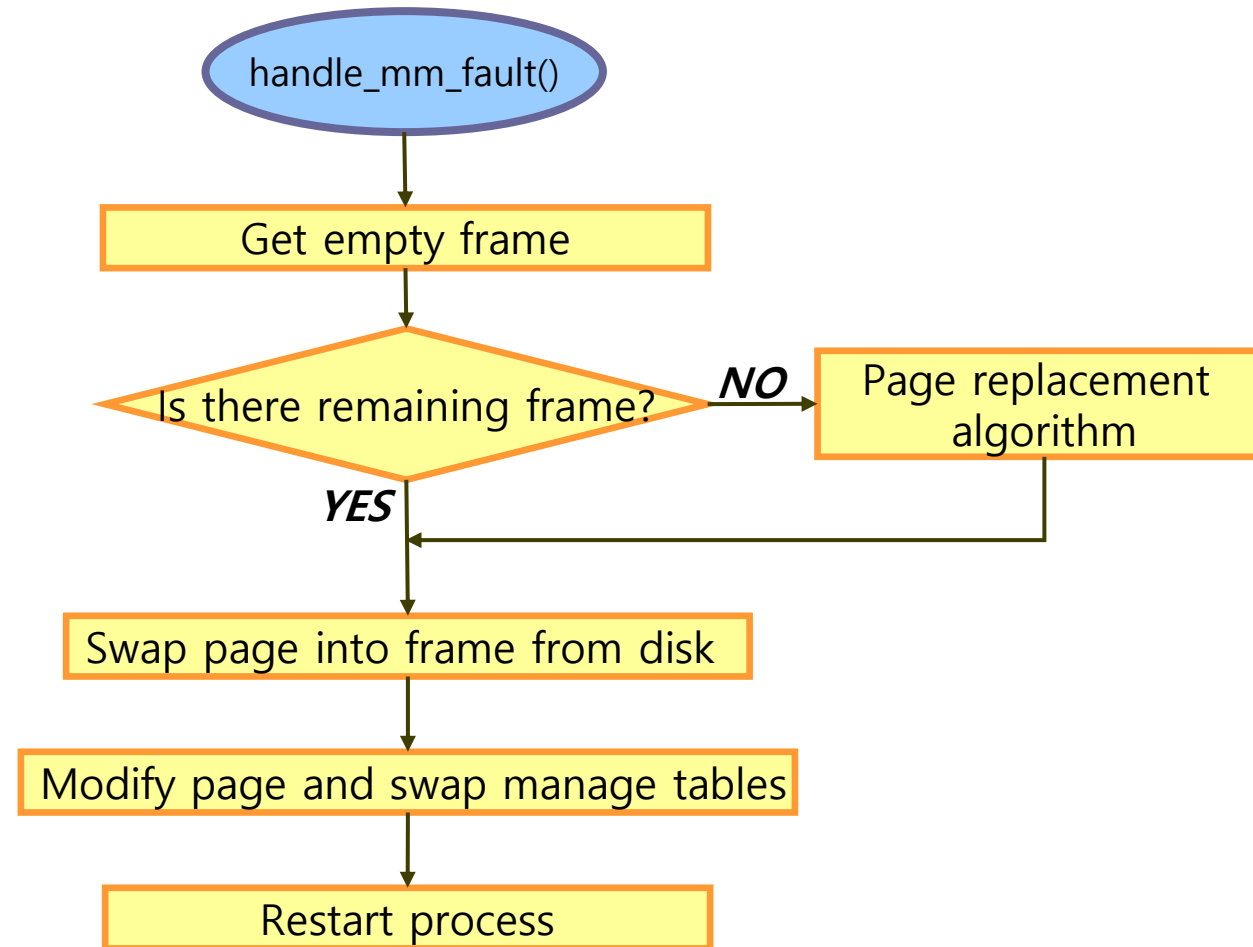 handle_mm_fault()
Get empty frame
Is there remaining frame?
NO
Page replacement
algorithm
YES
Swap page into frame from disk
Modify page and swap manage tables
Restart process